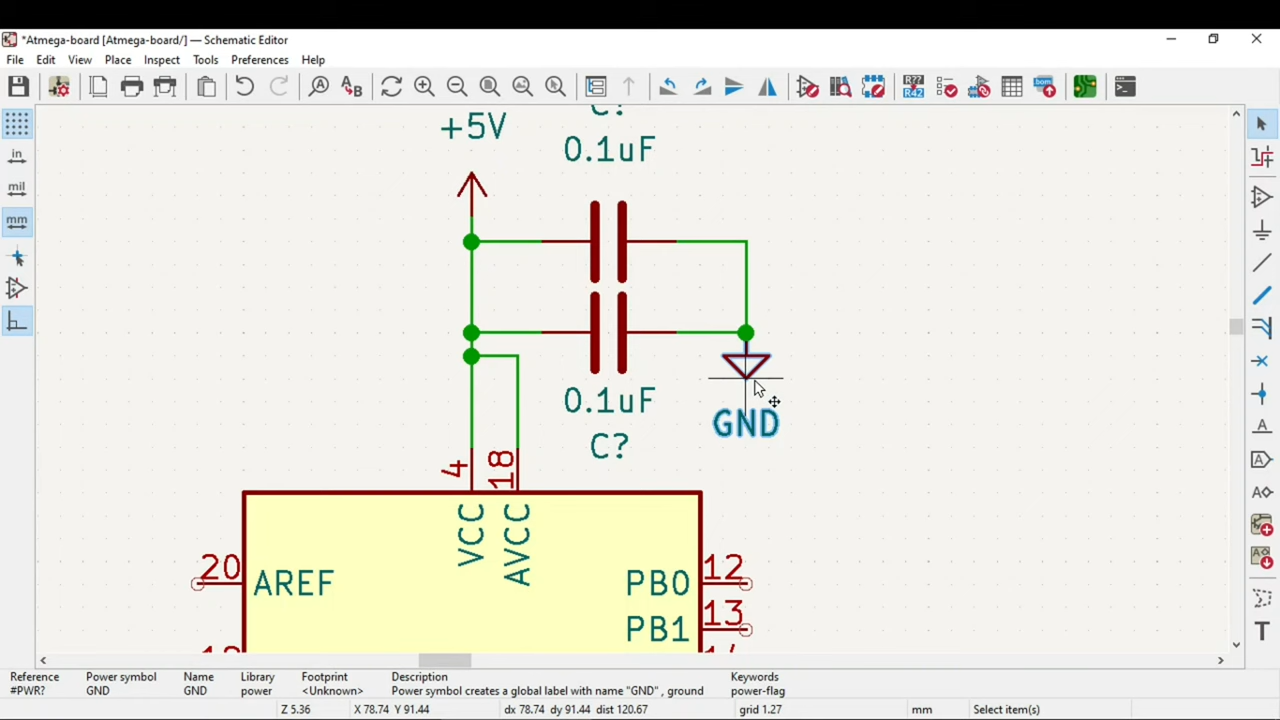 *Atmega-board [Atmega-board/] — Schematic Editor
File Edit View Place Inspect Tools Preferences Help
in
mil
mm
R??
R42
bom
A
T
+5V
C?
0.1uF
0.1uF
C?
GND
4
18
VCC
AVCC
20
AREF
PB0
12
PB1
13
Reference Power symbol Name Library Footprint Description Keywords
#PWR? GND GND power <Unknown> Power symbol creates a global label with name "GND" , ground power-flag
Z 5.36 X 78.74 Y 91.44 dx 78.74 dy 91.44 dist 120.67 grid 1.27 mm Select item(s)